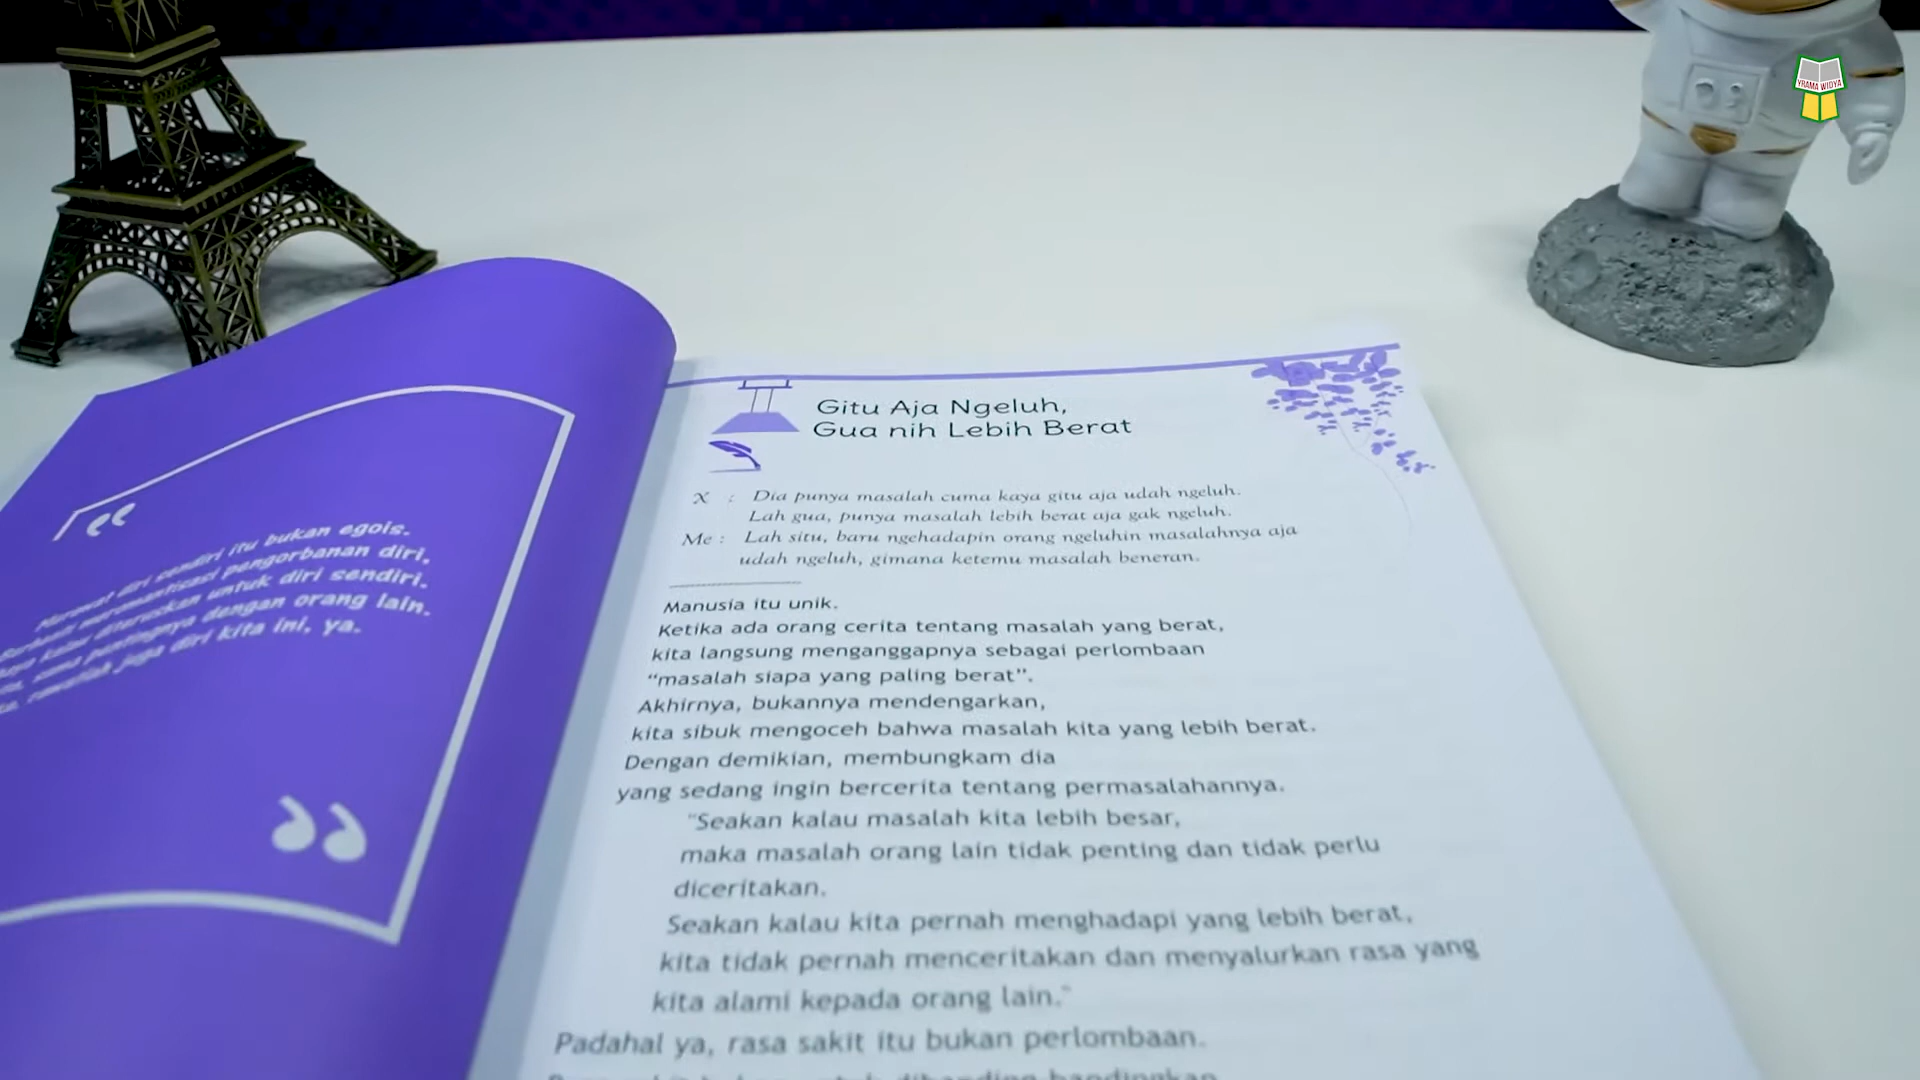 sendiri itu bukan egois.
pengorbanan diri,
diteruskan untuk diri sendiri.
sama pentingnya dengan orang lain.
juga diri kita ini, ya.
Gitu Aja Ngeluh,
Gua nih Lebih Berat
X : Dia punya masalah cuma kaya gitu aja udah ngeluh.
Lah gua, punya masalah lebih berat aja gak ngeluh.
Me : Lah situ, baru ngehadapin orang ngeluhin masalahnya aja
udah ngeluh, gimana ketemu masalah beneran.
Manusia itu unik.
Ketika ada orang cerita tentang masalah yang berat,
kita langsung menganggapnya sebagai perlombaan
“masalah siapa yang paling berat”.
Akhirnya, bukannya mendengarkan,
kita sibuk mengoceh bahwa masalah kita yang lebih berat.
Dengan demikian, membungkam dia
yang sedang ingin bercerita tentang permasalahannya.
"Seakan kalau masalah kita lebih besar,
maka masalah orang lain tidak penting dan tidak perlu
diceritakan.
Seakan kalau kita pernah menghadapi yang lebih berat,
kita tidak pernah menceritakan dan menyalurkan rasa yang
kita alami kepada orang lain."
Padahal ya, rasa sakit itu bukan perlombaan.
YRAMA WIDYA